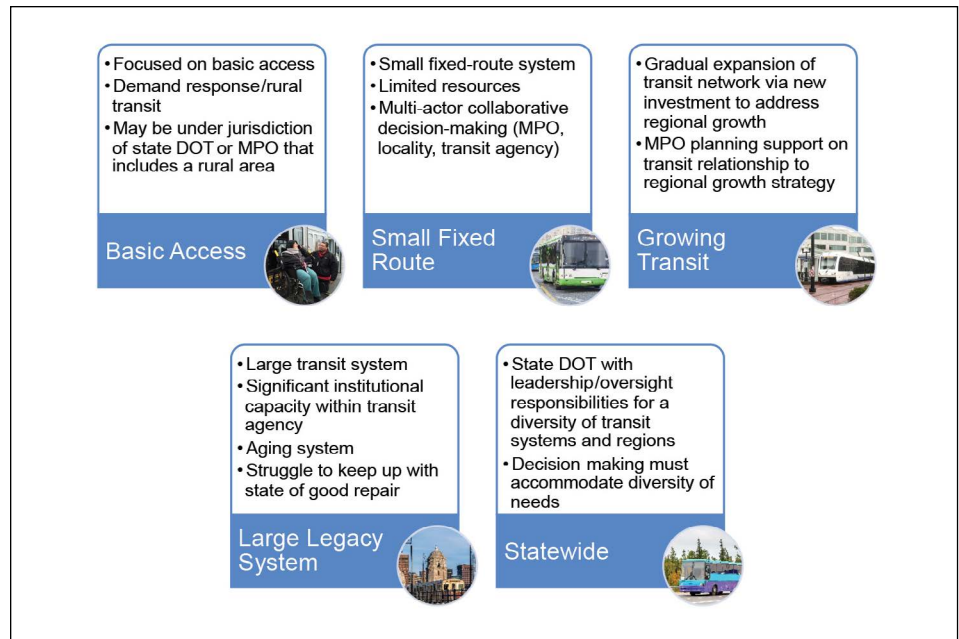 • Focused on basic access
• Demand response/rural
transit
• May be under jurisdiction
of state DOT or MPO that
includes a rural area
Basic Access
• Small fixed-route system
• Limited resources
• Multi-actor collaborative
decision-making (MPO,
locality, transit agency)
Small Fixed
Route
• Gradual expansion of
transit network via new
investment to address
regional growth
• MPO planning support on
transit relationship to
regional growth strategy
Growing
Transit
• Large transit system
• Significant institutional
capacity within transit
agency
• Aging system
• Struggle to keep up with
state of good repair
Large Legacy
System
• State DOT with
leadership/oversight
responsibilities for a
diversity of transit
systems and regions
• Decision making must
accommodate diversity of
needs
Statewide